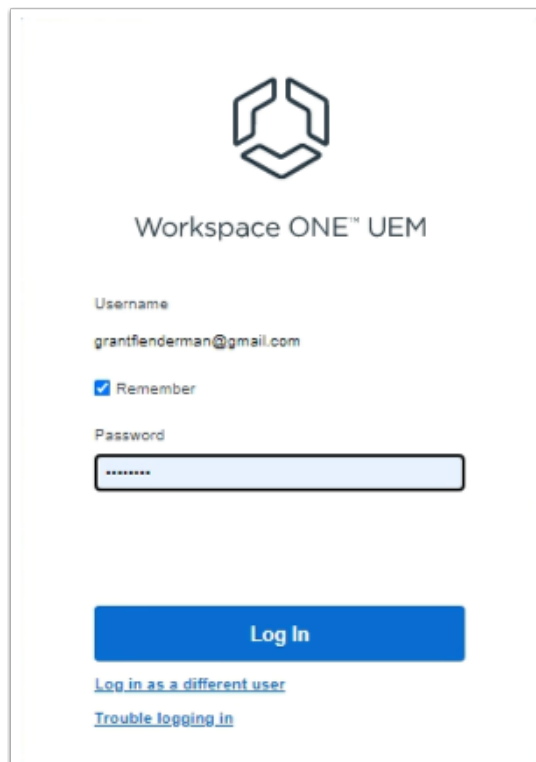 Workspace ONE™ UEM
Username
grantflenderman@gmail.com
Remember
Password
••••••••
Log In
Log in as a different user
Trouble logging in